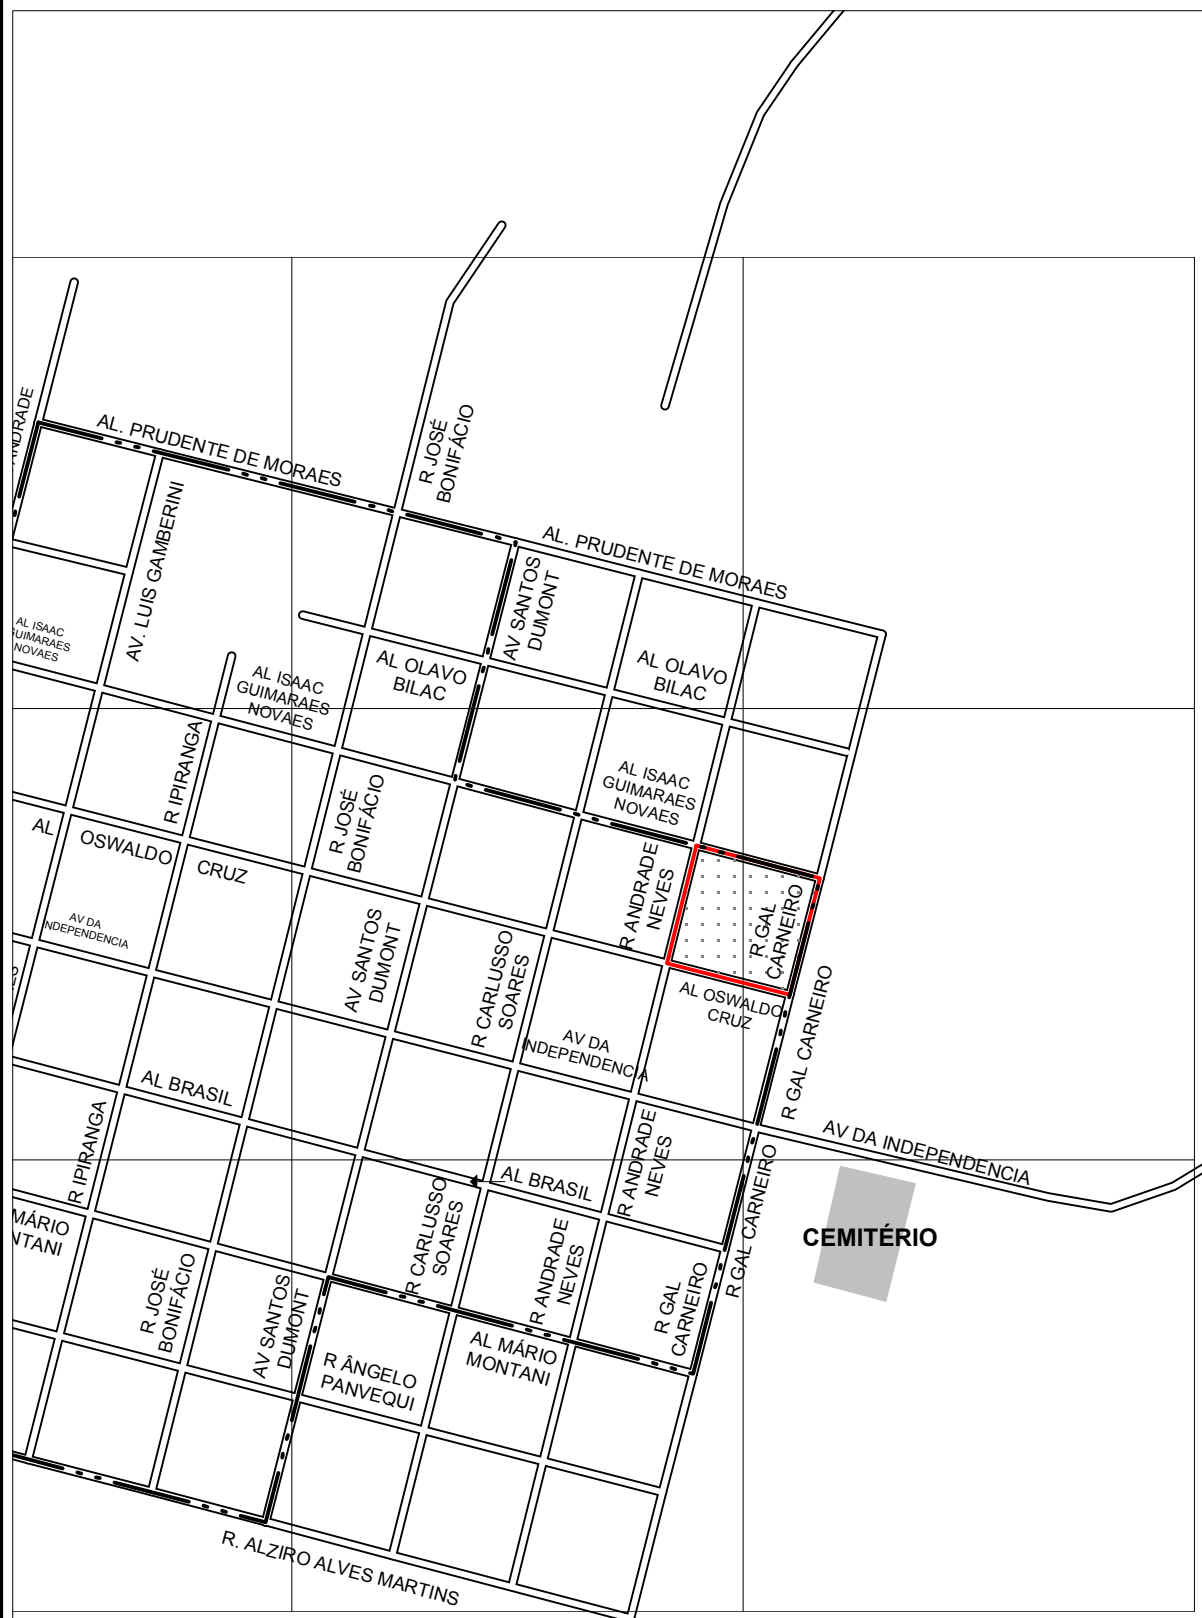 ANDRADE
AL. PRUDENTE DE MORAES
R JOSÉ
BONIFÁCIO
AV. LUIS GAMBERINI
AV SANTOS
DUMONT
AL. PRUDENTE DE MORAES
AL ISAAC
GUIMARAES
NOVAES
AL ISAAC
GUIMARAES
NOVAES
AL OLAVO
BILAC
AL OLAVO
BILAC
R IPIRANGA
R JOSÉ
BONIFÁCIO
AL ISAAC
GUIMARAES
NOVAES
AL
OSWALDO
CRUZ
R ANDRADE
NEVES
R GAL
CARNEIRO
AV DA
INDEPENDENCIA
AV SANTOS
DUMONT
R CARLUSSO
SOARES
AL OSWALDO
CRUZ
R GAL CARNEIRO
AV DA
INDEPENDENCIA
AL BRASIL
R IPIRANGA
R ANDRADE
NEVES
AV DA INDEPENDENCIA
AL BRASIL
R GAL CARNEIRO
CEMITÉRIO
MÁRIO
NTANI
R CARLUSSO
SOARES
R ANDRADE
NEVES
R JOSÉ
BONIFÁCIO
AV SANTOS
DUMONT
R GAL
CARNEIRO
R ÂNGELO
PANVEQUI
AL MÁRIO
MONTANI
R. ALZIRO ALVES MARTINS